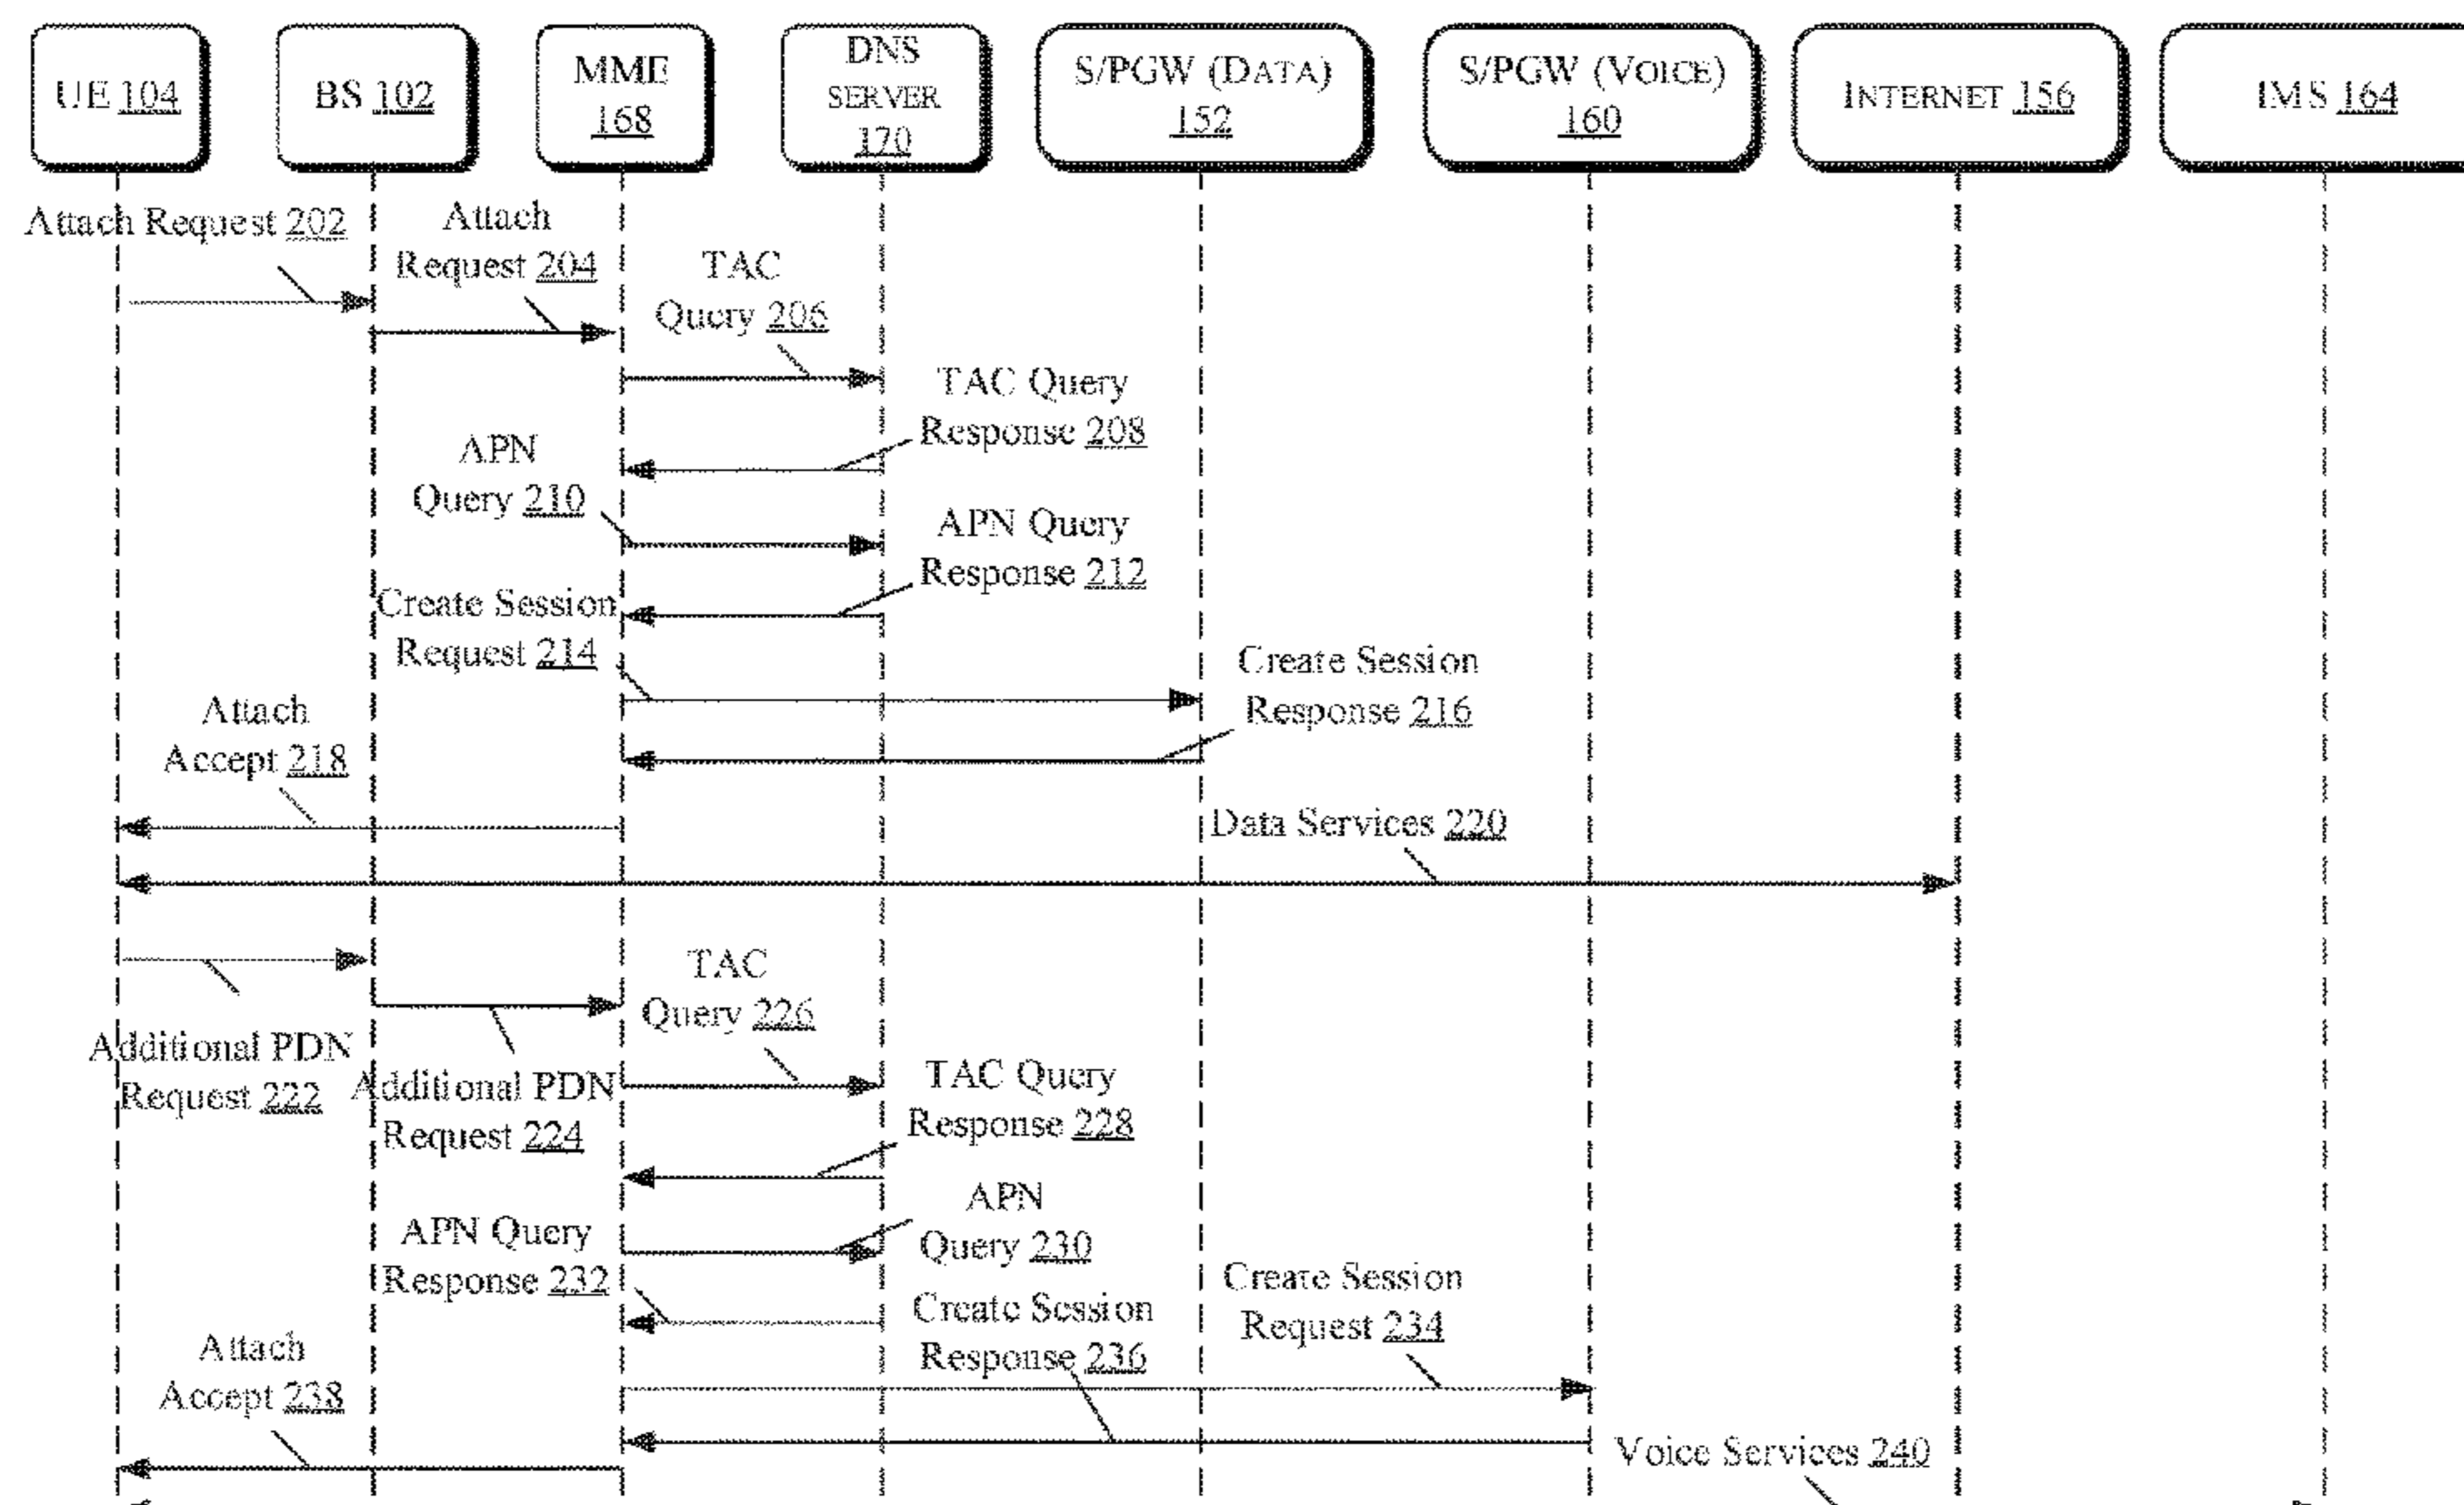 UE 104
BS 102
MME
168
DNS
SERVER
170
S/PGW (DATA)
152
S/PGW (VOICE)
160
INTERNET 156
IMS 164
Attach Request 202
Attach
Request 204
TAC
Query 206
TAC Query
Response 208
APN
Query 210
APN Query
Response 212
Create Session
Request 214
Create Session
Response 216
Attach
Accept 218
Data Services 220
Additional PDN
Request 222
Additional PDN
Request 224
TAC
Query 226
TAC Query
Response 228
APN
Query 230
APN Query
Response 232
Create Session
Request 234
Create Session
Response 236
Attach
Accept 238
Voice Services 240